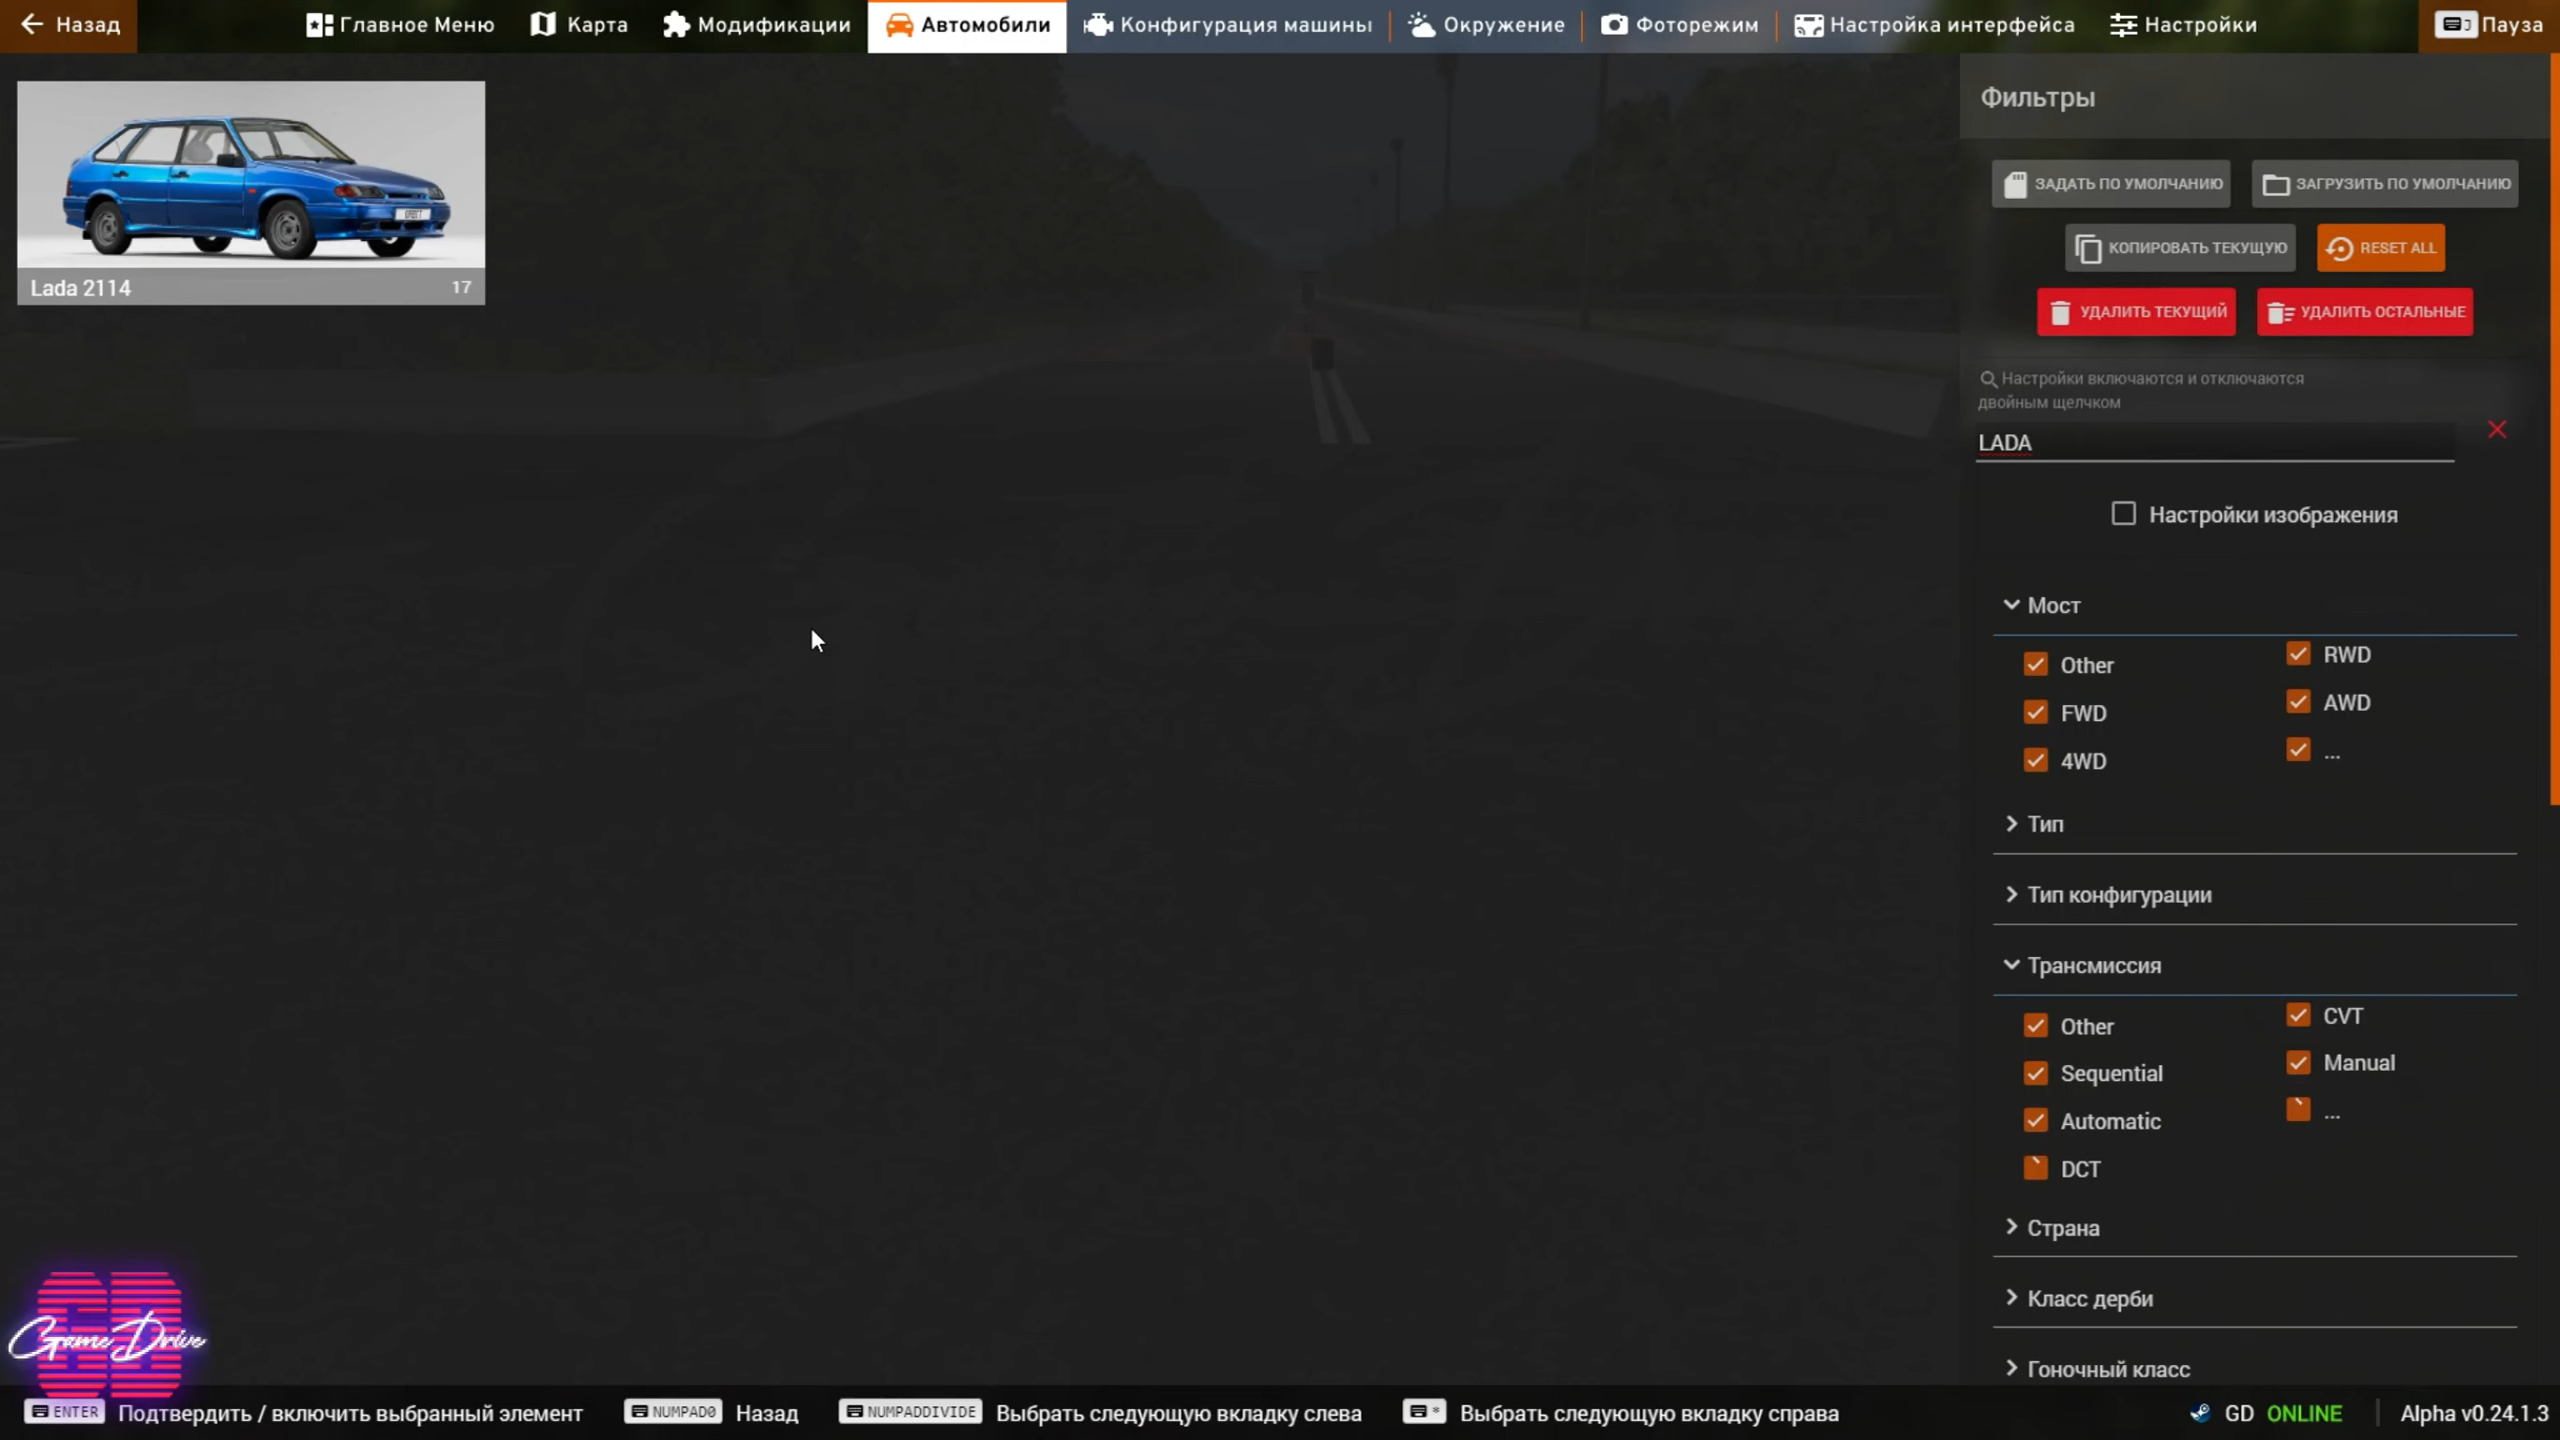 Назад
Главное Меню
Карта
Модификации
Автомобили
Конфигурация машины
Окружение
Фоторежим
Настройка интерфейса
Настройки
J Пауза
Lada 2114
17
Фильтры
ЗАДАТЬ ПО УМОЛЧАНИЮ
ЗАГРУЗИТЬ ПО УМОЛЧАНИЮ
КОПИРОВАТЬ ТЕКУЩУЮ
RESET ALL
УДАЛИТЬ ТЕКУЩИЙ
УДАЛИТЬ ОСТАЛЬНЫЕ
Настройки включаются и отключаются
двойным щелчком
LADA
Настройки изображения
Мост
Other
RWD
FWD
AWD
4WD
...
Тип
Тип конфигурации
Трансмиссия
Other
CVT
Sequential
Manual
Automatic
...
DCT
Страна
Класс дерби
Гоночный класс
GD
Game Drive
ENTER Подтвердить / включить выбранный элемент
NUMPAD0 Назад
NUMPADDIVIDE Выбрать следующую вкладку слева
* Выбрать следующую вкладку справа
GD ONLINE
Alpha v0.24.1.3